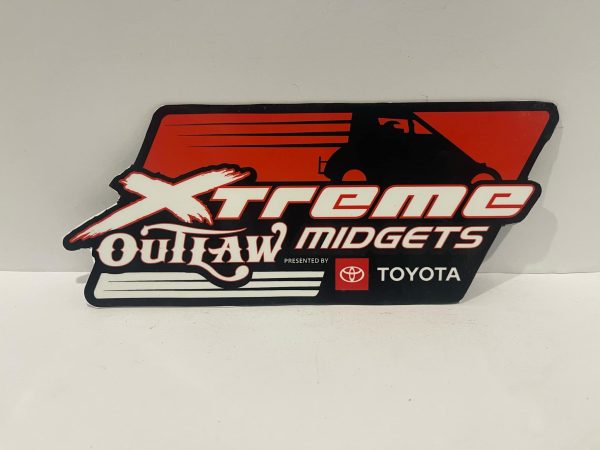 Xtreme
OUTLAW MIDGETS
PRESENTED BY TOYOTA